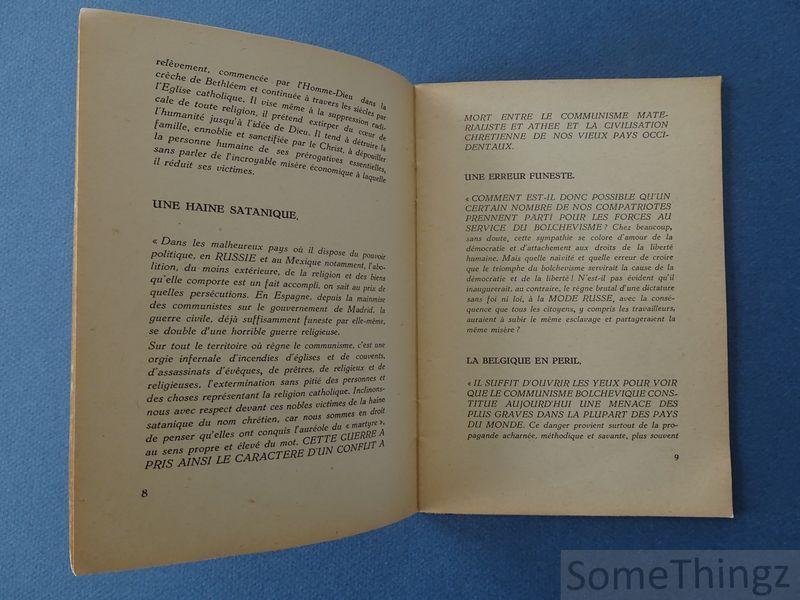 relèvement, commencée par l'Homme-Dieu dans la
crèche de Bethléem et continuée à travers les siècles par
l'Eglise catholique. Il vise même à la suppression radi-
cale de toute religion, il prétend extirper du cœur de
l'humanité jusqu'à l'idée de Dieu. Il tend à détruire la
famille, ennoblie et sanctifiée par le Christ, à dépouiller
la personne humaine de ses prérogatives essentielles,
sans parler de l'incroyable misère économique à laquelle
il réduit ses victimes.
UNE HAINE SATANIQUE.
« Dans les malheureux pays où il dispose du pouvoir
politique, en RUSSIE et au Mexique notamment, l'abo-
lition, du moins extérieure, de la religion et des biens
qu'elle comporte est un fait accompli, on sait au prix de
quelles persécutions. En Espagne, depuis la mainmise
des communistes sur le gouvernement de Madrid, la
guerre civile, déjà suffisamment funeste par elle-même,
se double d'une horrible guerre religieuse.
Sur tout le territoire où règne le communisme, c'est une
orgie infernale d'incendies d'églises et de couvents,
d'assassinats d'évêques, de prêtres, de religieux et de
religieuses, l'extermination sans pitié des personnes et
des choses représentant la religion catholique. Inclinons-
nous avec respect devant ces nobles victimes de la haine
satanique du nom chrétien, car nous sommes en droit
de penser qu'elles ont conquis l'auréole du « martyre »,
au sens propre et élevé du mot. CETTE GUERRE A
PRIS AINSI LE CARACTERE D'UN CONFLIT A
8
MORT ENTRE LE COMMUNISME MATE-
RIALISTE ET ATHEE ET LA CIVILISATION
CHRETIENNE DE NOS VIEUX PAYS OCCI-
DENTAUX.
UNE ERREUR FUNESTE.
« COMMENT EST-IL DONC POSSIBLE QU'UN
CERTAIN NOMBRE DE NOS COMPATRIOTES
PRENNENT PARTI POUR LES FORCES AU
SERVICE DU BOLCHEVISME ? Chez beaucoup,
sans doute, cette sympathie se colore d'amour de la
démocratie et d'attachement aux droits de la liberté
humaine. Mais quelle naïveté et quelle erreur de croire
que le triomphe du bolchevisme servirait la cause de la
démocratie et de la liberté ! N'est-il pas évident qu'il
inaugurerait, au contraire, le règne brutal d'une dictature
sans foi ni loi, à la MODE RUSSE, avec la consé-
quence que tous les citoyens, y compris les travailleurs,
auraient à subir le même esclavage et partageraient la
même misère ?
LA BELGIQUE EN PERIL.
« IL SUFFIT D'OUVRIR LES YEUX POUR VOIR
QUE LE COMMUNISME BOLCHEVIQUE CONS-
TITUE AUJOURD'HUI UNE MENACE DES
PLUS GRAVES DANS LA PLUPART DES PAYS
DU MONDE. Ce danger provient surtout de la pro-
pagande acharnée, méthodique et savante, plus souvent
9
SomeThingz